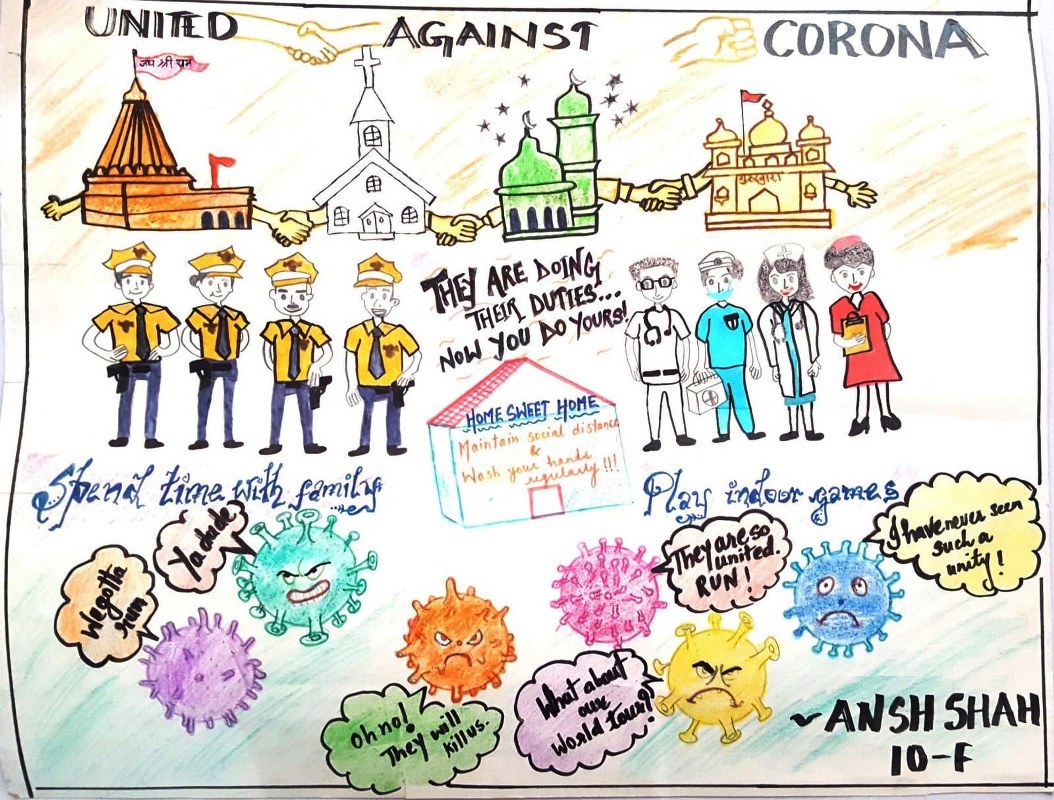 UNITED AGAINST CORONA
जय श्री राम
गुरुद्वारा
THEY ARE DOING
THEIR DUTIES...
NOW YOU DO YOURS!
HOME SWEET HOME
Maintain social distance
&
Wash your hands
regularly !!!
Spend time with family
Play indoor games
We gotta
run
Ya dude
They are so
united.
RUN!
I have never seen
such a
unity!
oh no!
They will
kill us.
What about
our
World Tour?!
~ ANSH SHAH
10-F